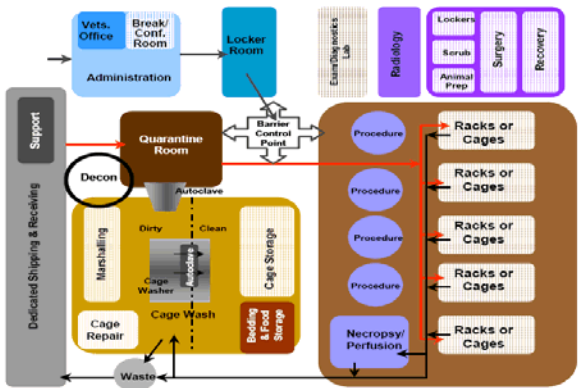 Vets.
Office
Break/
Conf.
Room
Administration
Locker
Room
Exam/Diagnostics
Lab
Radiology
Lockers
Scrub
Animal
Prep
Surgery
Recovery
Dedicated Shipping & Receiving
Support
Quarantine
Room
Decon
Autoclave
Barrier
Control
Point
Marshalling
Dirty
Clean
Autoclave
Cage
Washer
Cage Wash
Cage Storage
Cage
Repair
Bedding
& Food
Storage
Waste
Procedure
Procedure
Procedure
Procedure
Necropsy/
Perfusion
Racks or
Cages
Racks or
Cages
Racks or
Cages
Racks or
Cages
Racks or
Cages